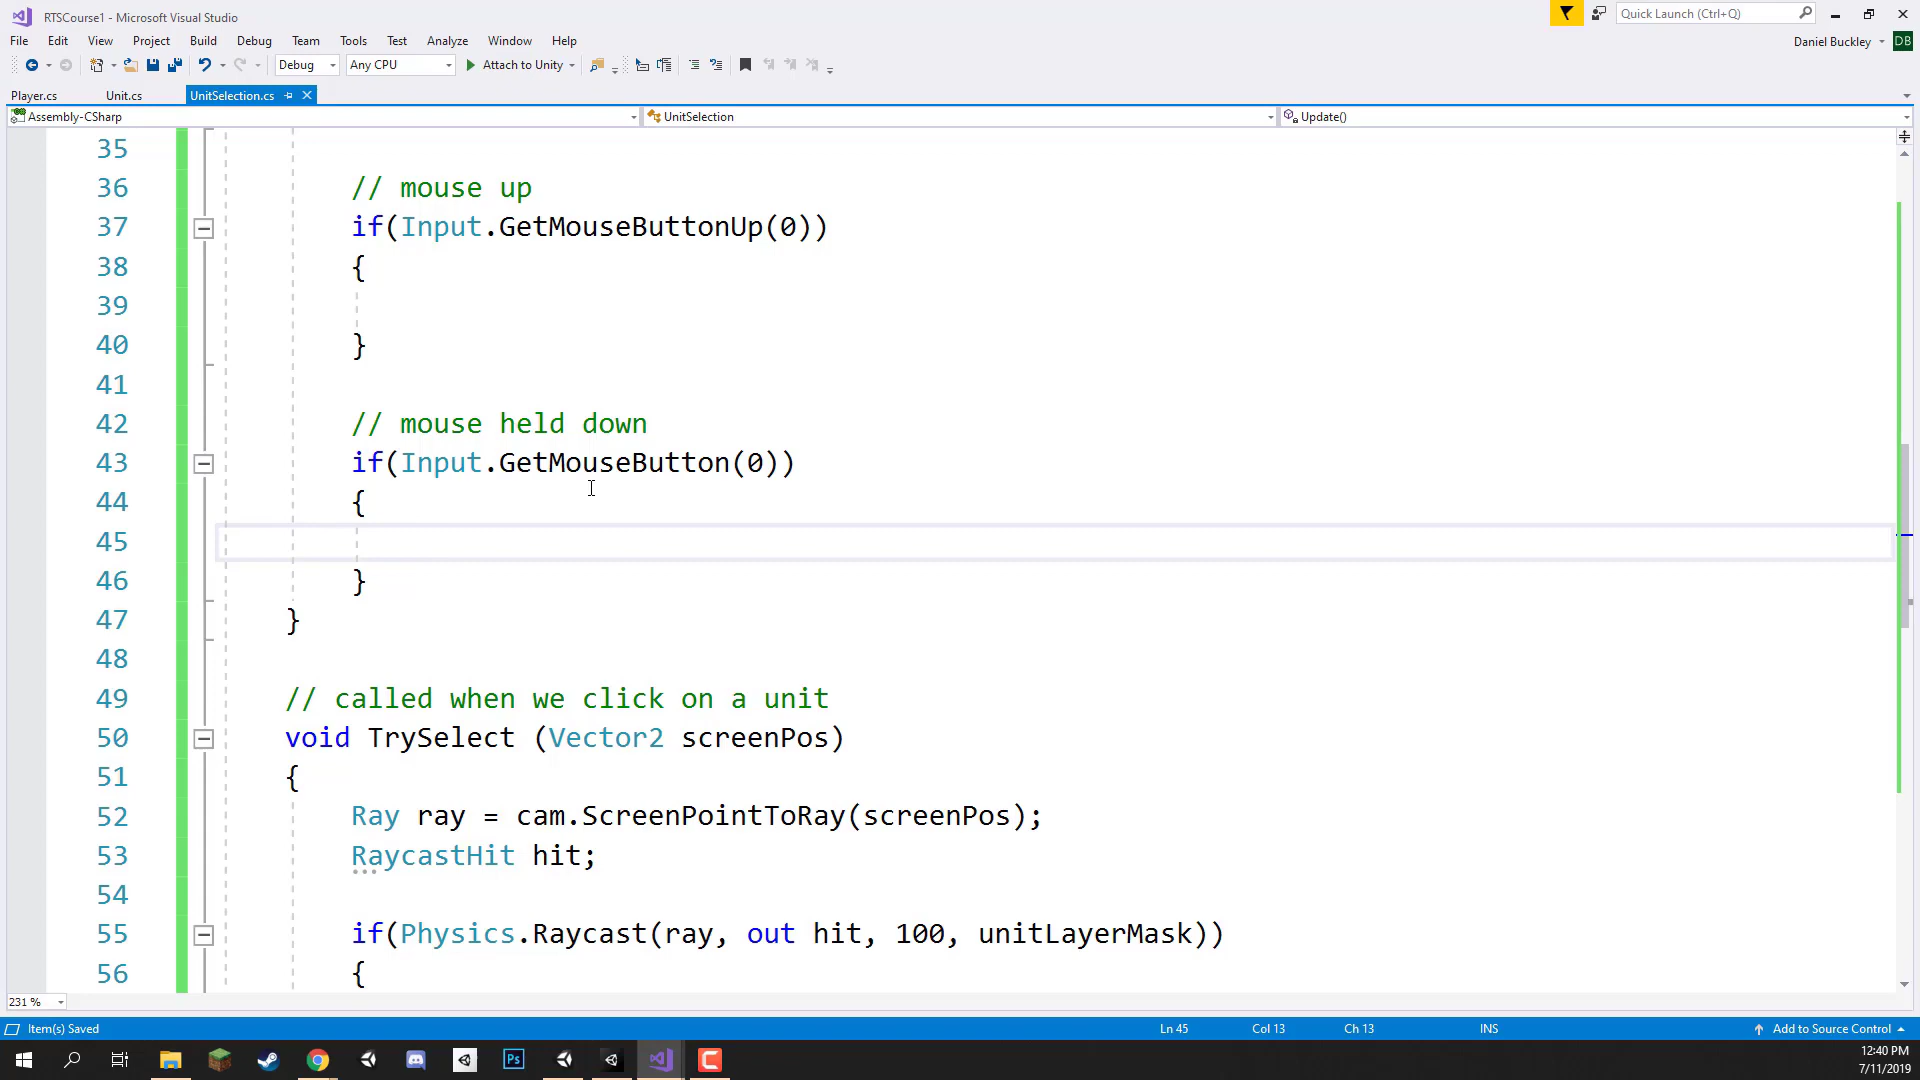 RTSCourse1 - Microsoft Visual Studio
Quick Launch (Ctrl+Q)
File Edit View Project Build Debug Team Tools Test Analyze Window Help
Daniel Buckley DB
Debug Any CPU Attach to Unity
Player.cs Unit.cs UnitSelection.cs
Assembly-CSharp UnitSelection Update()
35
36 // mouse up
37 if(Input.GetMouseButtonUp(0))
38 {
39
40 }
41
42 // mouse held down
43 if(Input.GetMouseButton(0))
44 {
45
46 }
47 }
48
49 // called when we click on a unit
50 void TrySelect (Vector2 screenPos)
51 {
52 Ray ray = cam.ScreenPointToRay(screenPos);
53 RaycastHit hit;
54
55 if(Physics.Raycast(ray, out hit, 100, unitLayerMask))
56 {
231 %
Item(s) Saved Ln 45 Col 13 Ch 13 INS Add to Source Control
Ps
12:40 PM
7/11/2019